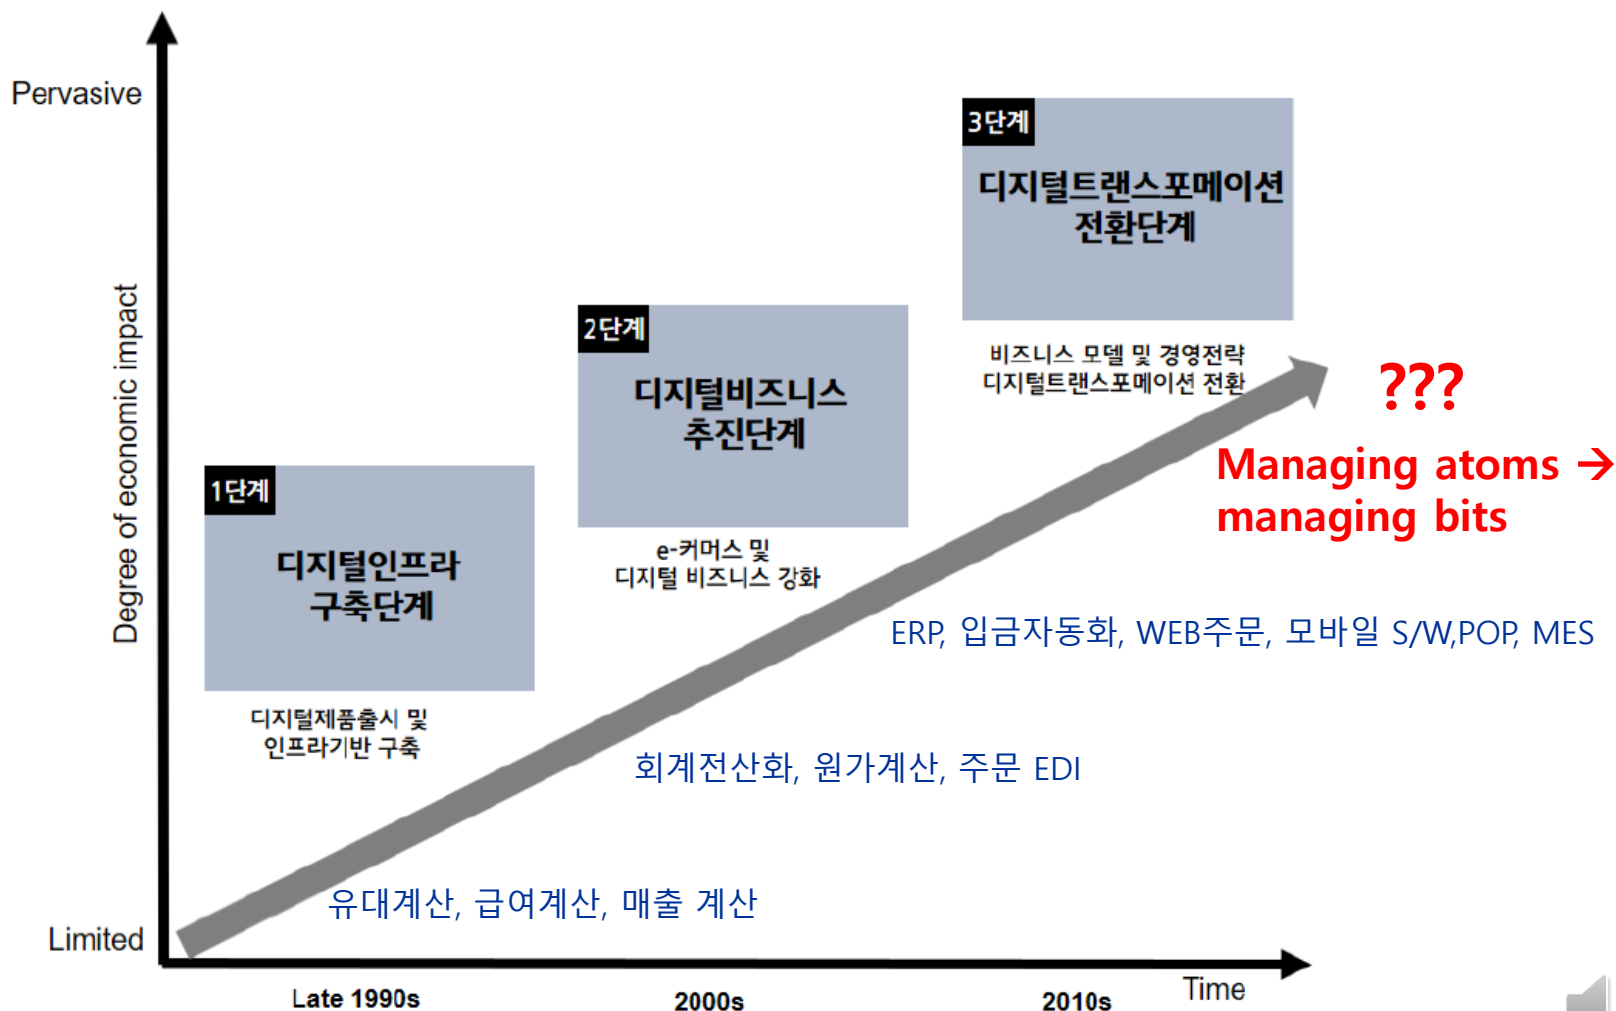 Pervasive
Degree of economic impact
Limited
3단계
디지털트랜스포메이션
전환단계
비즈니스 모델 및 경영전략
디지털트랜스포메이션 전환
2단계
디지털비즈니스
추진단계
e-커머스 및
디지털 비즈니스 강화
1단계
디지털인프라
구축단계
디지털제품출시 및
인프라기반 구축
???
Managing atoms →
managing bits
ERP, 입금자동화, WEB주문, 모바일 S/W,POP, MES
회계전산화, 원가계산, 주문 EDI
유대계산, 급여계산, 매출 계산
Late 1990s
2000s
2010s
Time